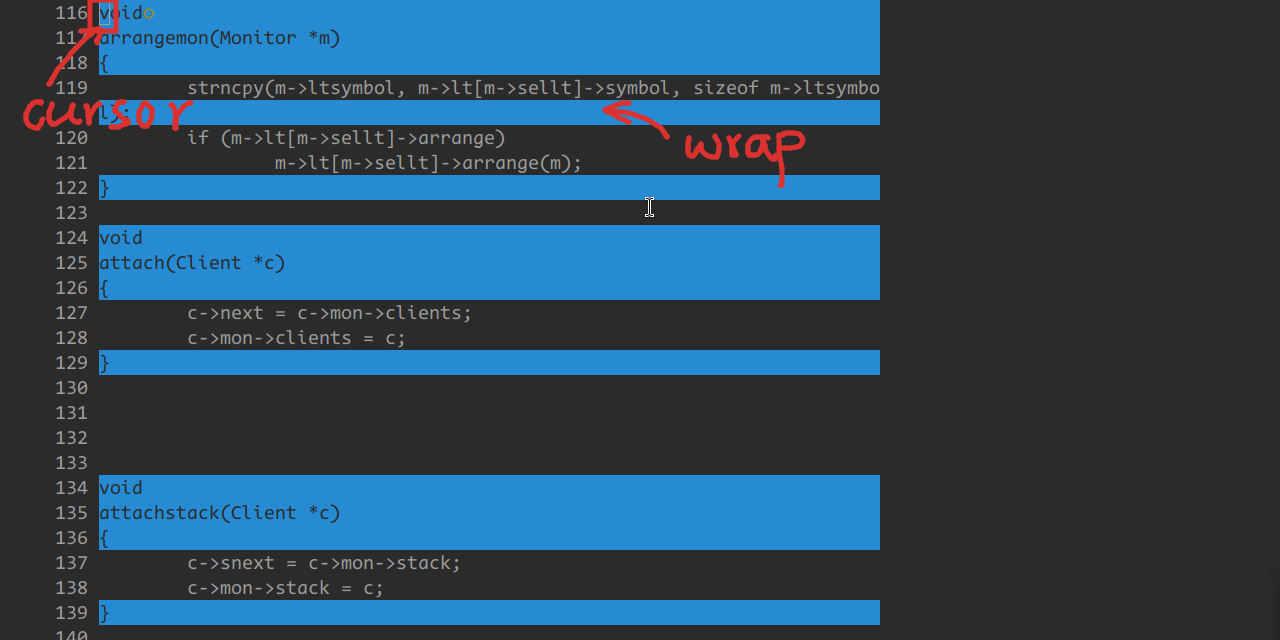 116 void
117 arrangemon(Monitor *m)
118 {
119         strncpy(m->ltsymbol, m->lt[m->sellt]->symbol, sizeof m->ltsymbo
l);
cursor
120         if (m->lt[m->sellt]->arrange)
wrap
121                 m->lt[m->sellt]->arrange(m);
122 }
123
124 void
125 attach(Client *c)
126 {
127         c->next = c->mon->clients;
128         c->mon->clients = c;
129 }
130
131
132
133
134 void
135 attachstack(Client *c)
136 {
137         c->snext = c->mon->stack;
138         c->mon->stack = c;
139 }
140